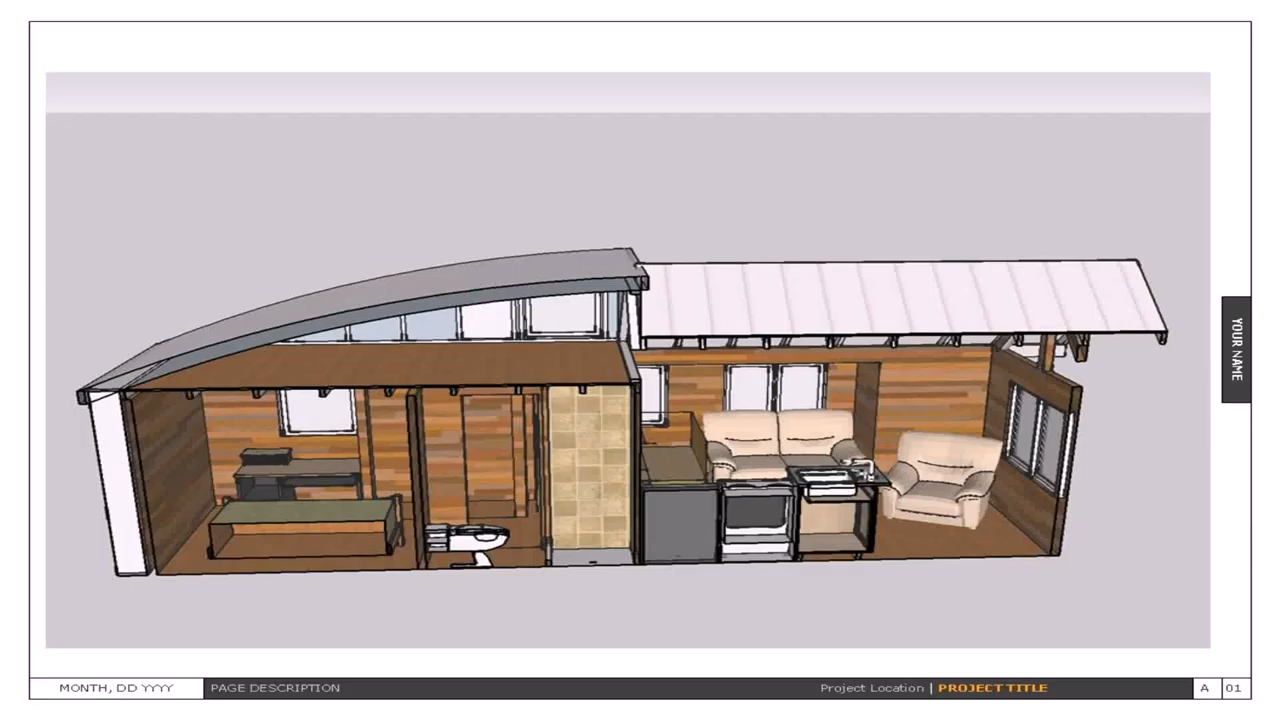 YOUR NAME
MONTH, DD YYYY
PAGE DESCRIPTION
Project Location | PROJECT TITLE
A 01